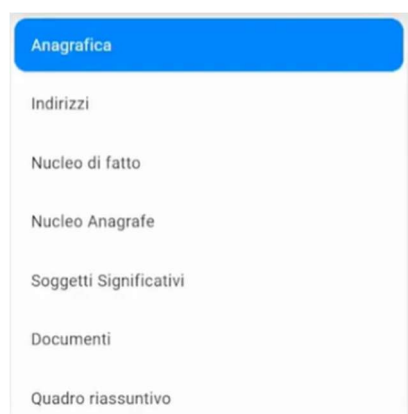 Anagrafica
Indirizzi
Nucleo di fatto
Nucleo Anagrafe
Soggetti Significativi
Documenti
Quadro riassuntivo